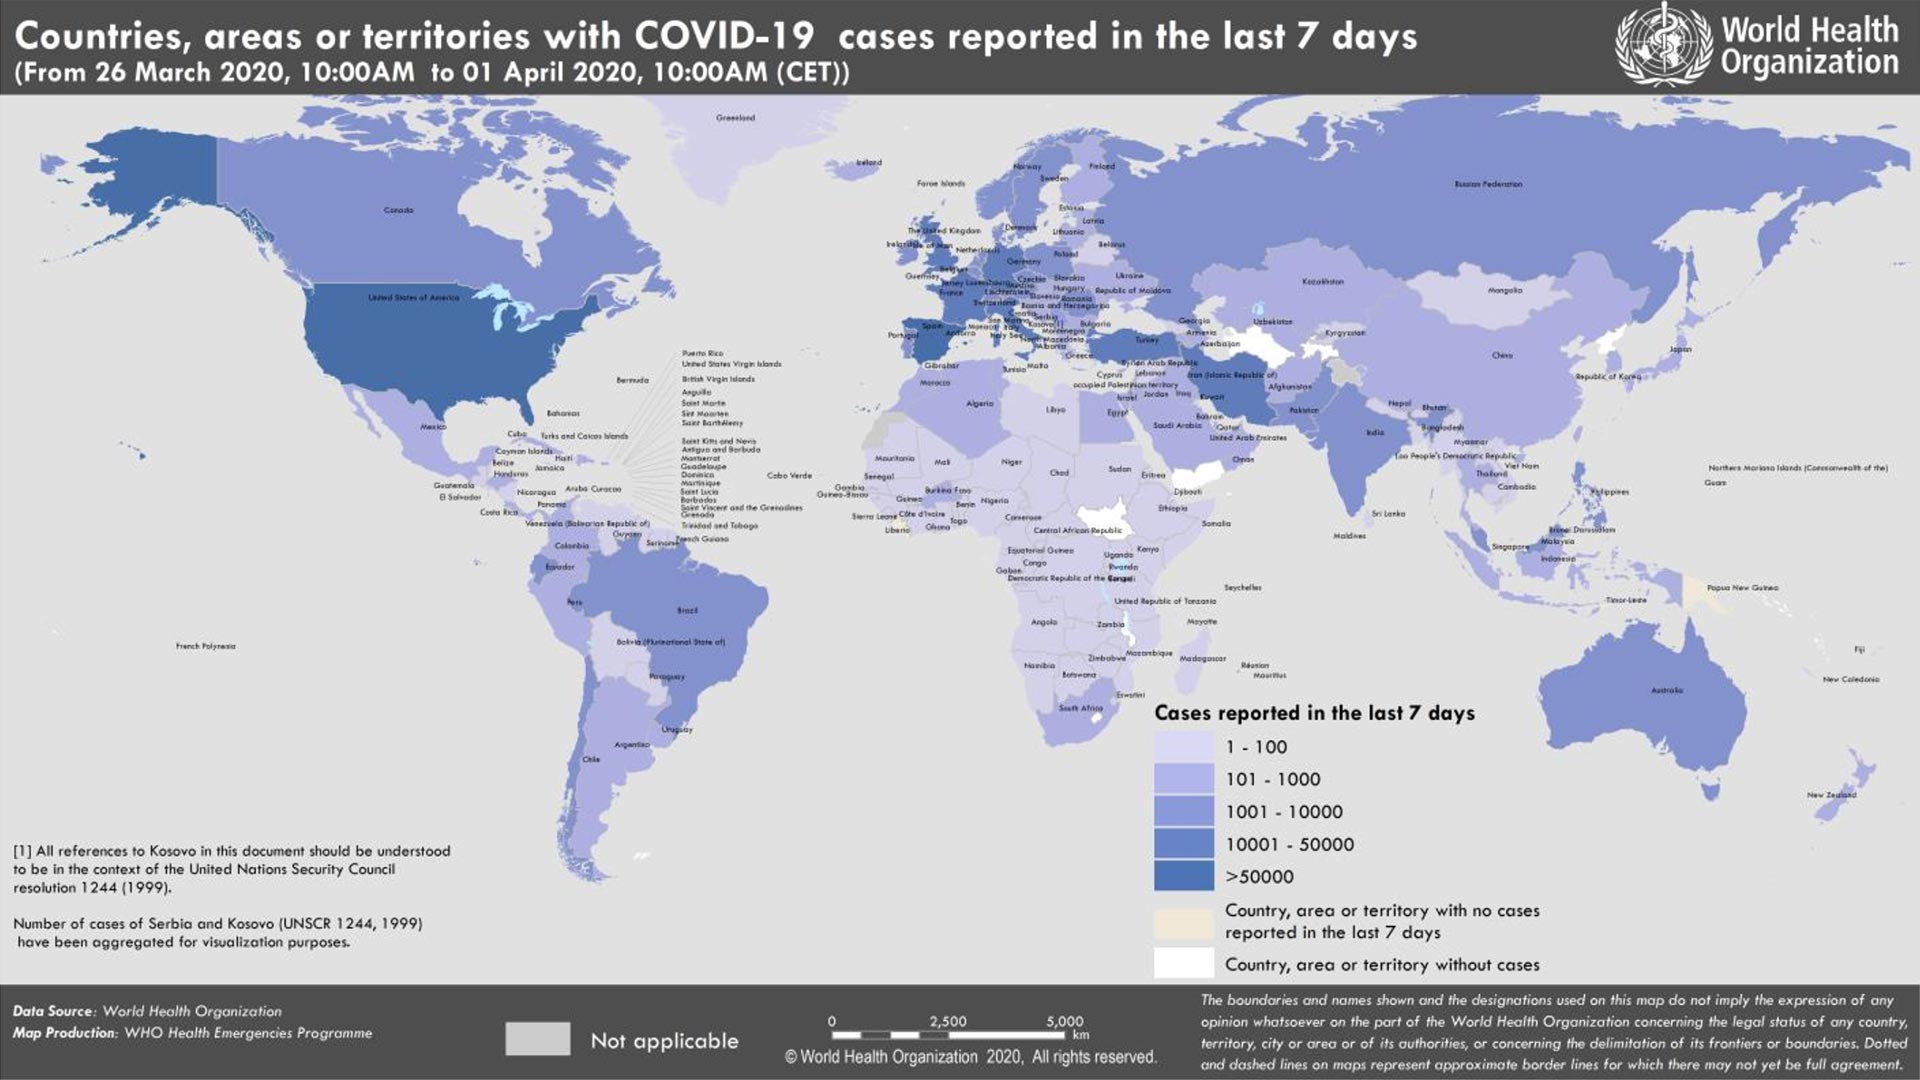 Countries, areas or territories with COVID-19 cases reported in the last 7 days
(From 26 March 2020, 10:00AM to 01 April 2020, 10:00AM (CET))
World Health
Organization
Greenland
Iceland
Faroe Islands
Norway
Sweden
Finland
Russian Federation
Canada
Estonia
Latvia
Lithuania
Denmark
The United Kingdom
Ireland
Isle of Man
Netherlands
Belarus
Poland
Germany
Belgium
Guernsey
Jersey
Luxembourg
Czechia
Slovakia
Ukraine
Kazakhstan
Mongolia
France
Liechtenstein
Hungary
Republic of Moldova
United States of America
Switzerland
Slovenia
Romania
Bosnia and Herzegovina
Croatia
San Marino
Serbia
Spain
Andorra
Monaco
Italy
Kosovo[1]
Bulgaria
Georgia
Uzbekistan
Portugal
Holy See
Montenegro
North Macedonia
Albania
Armenia
Kyrgyzstan
Turkey
Azerbaijan
China
Japan
Greece
Puerto Rico
United States Virgin Islands
Gibraltar
Tunisia
Malta
Cyprus
Syrian Arab Republic
Lebanon
Iran (Islamic Republic of)
Republic of Korea
Bermuda
British Virgin Islands
Morocco
occupied Palestinian territory
Afghanistan
Anguilla
Israel
Jordan
Iraq
Kuwait
Saint Martin
Algeria
Libya
Egypt
Pakistan
Nepal
Bhutan
Bahamas
Sint Maarten
Saint Barthélemy
Bahrain
Mexico
Saudi Arabia
Qatar
India
Bangladesh
Cuba
Turks and Caicos Islands
United Arab Emirates
Saint Kitts and Nevis
Antigua and Barbuda
Myanmar
Cayman Islands
Haiti
Montserrat
Mauritania
Mali
Niger
Oman
Lao People's Democratic Republic
Belize
Jamaica
Guadeloupe
Chad
Sudan
Eritrea
Viet Nam
Northern Mariana Islands (Commonwealth of the)
Honduras
Dominica
Cabo Verde
Senegal
Thailand
Guam
Guatemala
Martinique
Gambia
Cambodia
El Salvador
Nicaragua
Aruba
Curacao
Saint Lucia
Guinea-Bissau
Burkina Faso
Djibouti
Philippines
Barbados
Guinea
Benin
Nigeria
Panama
Saint Vincent and the Grenadines
Ethiopia
Costa Rica
Grenada
Sierra Leone
Côte d'Ivoire
Togo
Cameroon
Sri Lanka
Venezuela (Bolivarian Republic of)
Trinidad and Tobago
Liberia
Ghana
Central African Republic
Somalia
Brunei Darussalam
Guyana
Suriname
French Guiana
Maldives
Malaysia
Colombia
Equatorial Guinea
Uganda
Kenya
Singapore
Indonesia
Ecuador
Gabon
Congo
Rwanda
Democratic Republic of the Congo
Burundi
Seychelles
Papua New Guinea
Peru
Brazil
United Republic of Tanzania
Timor-Leste
Angola
Zambia
Mayotte
French Polynesia
Bolivia (Plurinational State of)
Fiji
Zimbabwe
Mozambique
Madagascar
Namibia
Réunion
Paraguay
Botswana
Mauritius
New Caledonia
Eswatini
Australia
South Africa
Uruguay
Argentina
Chile
New Zealand
Cases reported in the last 7 days
1 - 100
101 - 1000
1001 - 10000
10001 - 50000
>50000
Country, area or territory with no cases
reported in the last 7 days
Country, area or territory without cases
[1] All references to Kosovo in this document should be understood
to be in the context of the United Nations Security Council
resolution 1244 (1999).
Number of cases of Serbia and Kosovo (UNSCR 1244, 1999)
have been aggregated for visualization purposes.
Data Source: World Health Organization
Map Production: WHO Health Emergencies Programme
Not applicable
0 2,500 5,000
km
© World Health Organization 2020, All rights reserved.
The boundaries and names shown and the designations used on this map do not imply the expression of any
opinion whatsoever on the part of the World Health Organization concerning the legal status of any country,
territory, city or area or of its authorities, or concerning the delimitation of its frontiers or boundaries. Dotted
and dashed lines on maps represent approximate border lines for which there may not yet be full agreement.